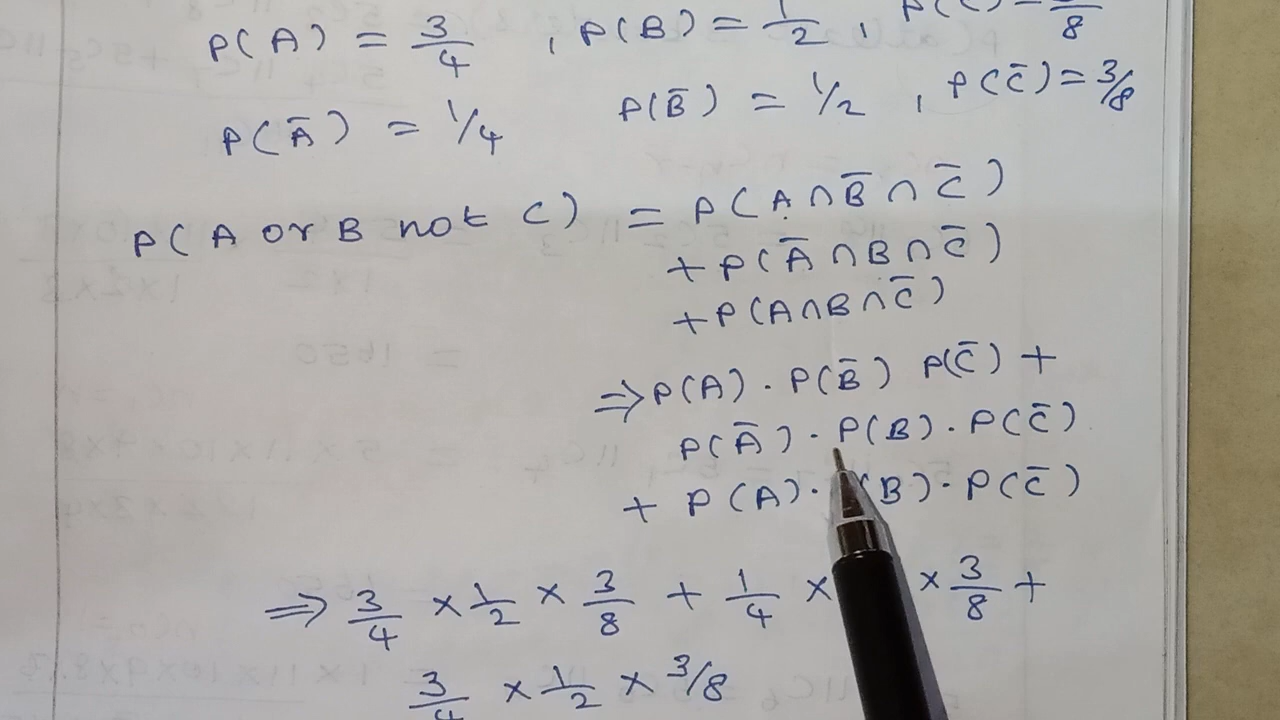 P(A) = 3/4 , P(B) = 1/2 ,
P(Ā) = 1/4 P(B̄) = 1/2 , P(C̄) = 3/8
P(A or B not C) = P(A∩B̄∩C̄)
+ P(Ā∩B∩C̄)
+ P(A∩B∩C̄)
⇒ P(A) . P(B̄) P(C̄) +
P(Ā) . P(B) . P(C̄)
+ P(A) . (B) . P(C̄)
⇒ 3/4 × 1/2 × 3/8 + 1/4 × × 3/8 +
3/4 × 1/2 × 3/8